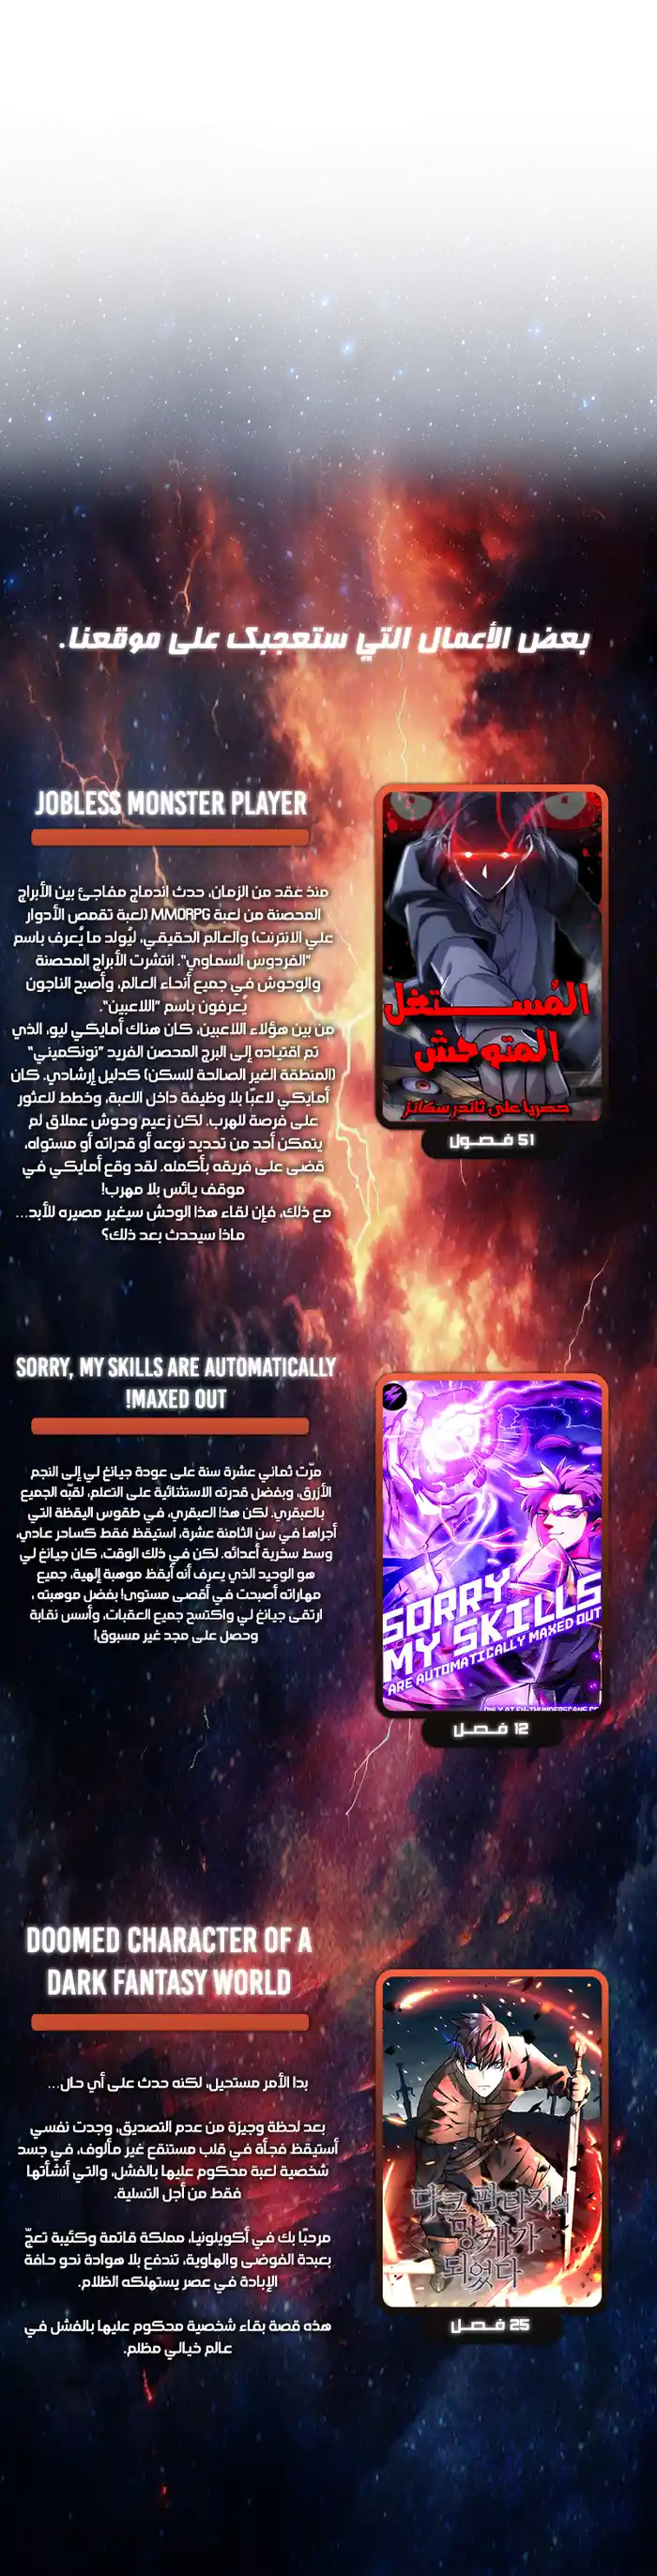 بعض الأعمال التي ستعجبك على موقعنا.
JOBLESS MONSTER PLAYER
منذ عقد من الزمان، حدث اندماج مفاجئ بين الأبراج
المحصنة من لعبة MMORPG (لعبة تقمص الأدوار
على الانترنت) والعالم الحقيقي، ليُولد ما يُعرف باسم
"الفردوس السماوي". انتشرت الأبراج المحصنة
والوحوش في جميع أنحاء العالم، وأصبح الناجون
يُعرفون باسم "اللاعبين".
من بين هؤلاء اللاعبين، كان هناك أمايكي ليو، الذي
تم اقتياده إلى البرج المحصن الفريد "نونكميني"
(المنطقة الغير الصالحة للسكن) كدليل إرشادي. كان
أمايكي لاعبًا بلا وظيفة داخل اللعبة، وخطط للعثور
على فرصة للهرب. لكن زعيم وحوش عملاق لم
يتمكن أحد من تحديد نوعه أو قدراته أو مستواه،
قضى على فريقه بأكمله. لقد وقع أمايكي في
موقف يائس بلا مهرب!
مع ذلك، فإن لقاء هذا الوحش سيغير مصيره للأبد...
ماذا سيحدث بعد ذلك؟
المُستغل
المتوحش
حصريا على ثاندر سكانز
51 فصول
SORRY, MY SKILLS ARE AUTOMATICALLY
!MAXED OUT
مرّت ثماني عشرة سنة على عودة جيانغ لي إلى النجم
الأزرق، وبفضل قدرته الاستثنائية على التعلم، لقبّه الجميع
بالعبقري. لكن هذا العبقري، في طقوس اليقظة التي
أجراها في سن الثامنة عشرة، استيقظ فقط كساحر عادي،
وسط سخرية أعدائه. لكن في ذلك الوقت، كان جيانغ لي
هو الوحيد الذي يعرف أنه أيقظ موهبة إلهية، جميع
مهاراته أصبحت في أقصى مستوى! بفضل موهبته ،
ارتقى جيانغ لي واكتسح جميع العقبات، وأسس نقابة
وحصل على مجد غير مسبوق!
SORRY,
MY SKILLS
ARE AUTOMATICALLY MAXED OUT
12 فصل
DOOMED CHARACTER OF A
DARK FANTASY WORLD
بدا الأمر مستحيل، لكنه حدث على أي حال...
بعد لحظة وجيزة من عدم التصديق، وجدت نفسي
أستيقظ فجأة في قلب مستنقع غير مألوف، في جسد
شخصية لعبة محكوم عليها بالفشل، والتي أنشأتها
فقط من أجل التسلية.
مرحبًا بك في أكويلونيا، مملكة قاتمة وكئيبة تعجّ
بعبدة الفوضى والهاوية، تندفع بلا هوادة نحو حافة
الإبادة في عصر يستهلكه الظلام.
هذه قصة بقاء شخصية محكوم عليها بالفشل في
عالم خيالي مظلم.
다크 판타지의
망캐가
되었다
25 فصل